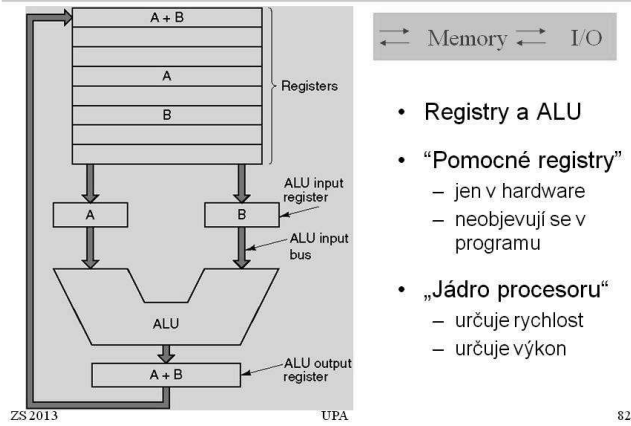 A + B
A
B
Registers
Memory
I/O
A
B
ALU input
register
ALU input
bus
ALU
A + B
ALU output
register
• Registry a ALU
• “Pomocné registry”
– jen v hardware
– neobjevují se v
programu
• „Jádro procesoru“
– určuje rychlost
– určuje výkon
ZS 2013
UPA
82